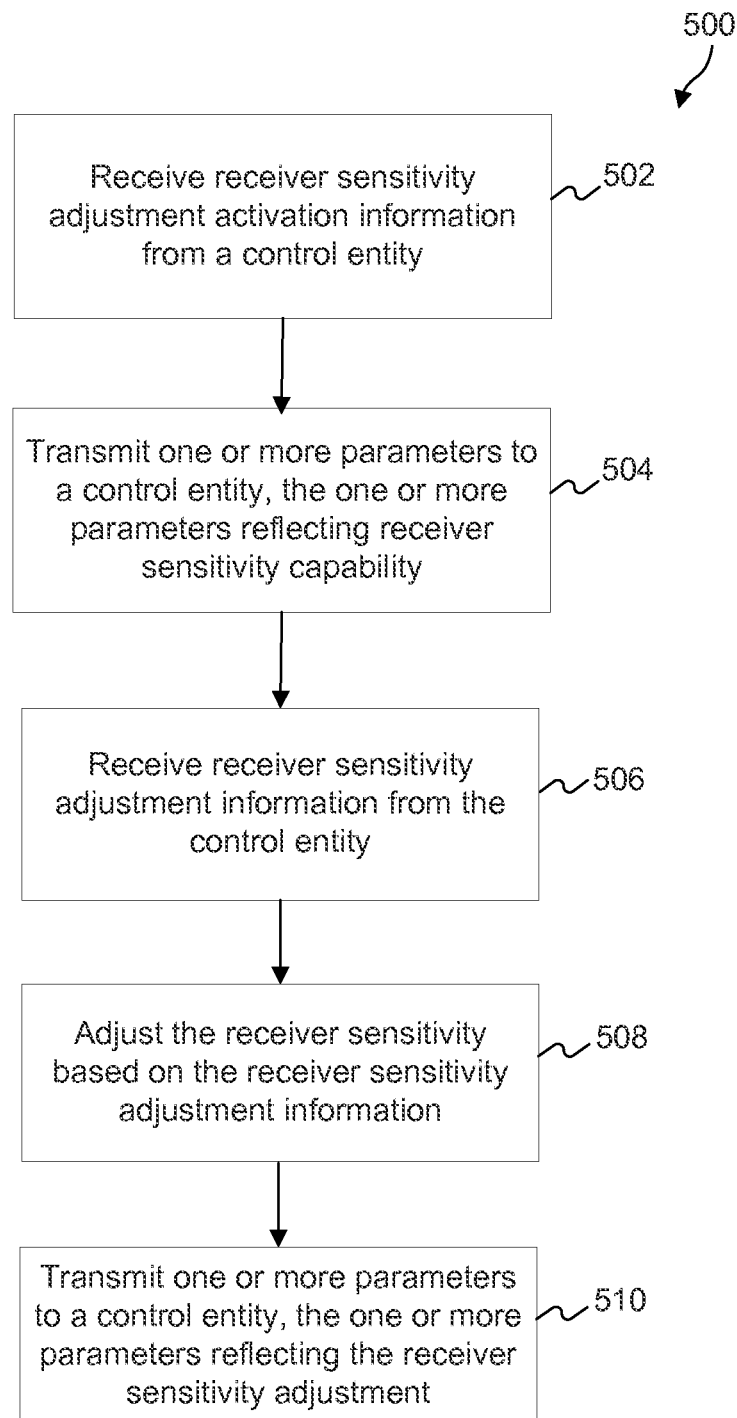 500
Receive receiver sensitivity
adjustment activation information
from a control entity
502
Transmit one or more parameters to
a control entity, the one or more
parameters reflecting receiver
sensitivity capability
504
Receive receiver sensitivity
adjustment information from the
control entity
506
Adjust the receiver sensitivity
based on the receiver sensitivity
adjustment information
508
Transmit one or more parameters
to a control entity, the one or more
parameters reflecting the receiver
sensitivity adjustment
510